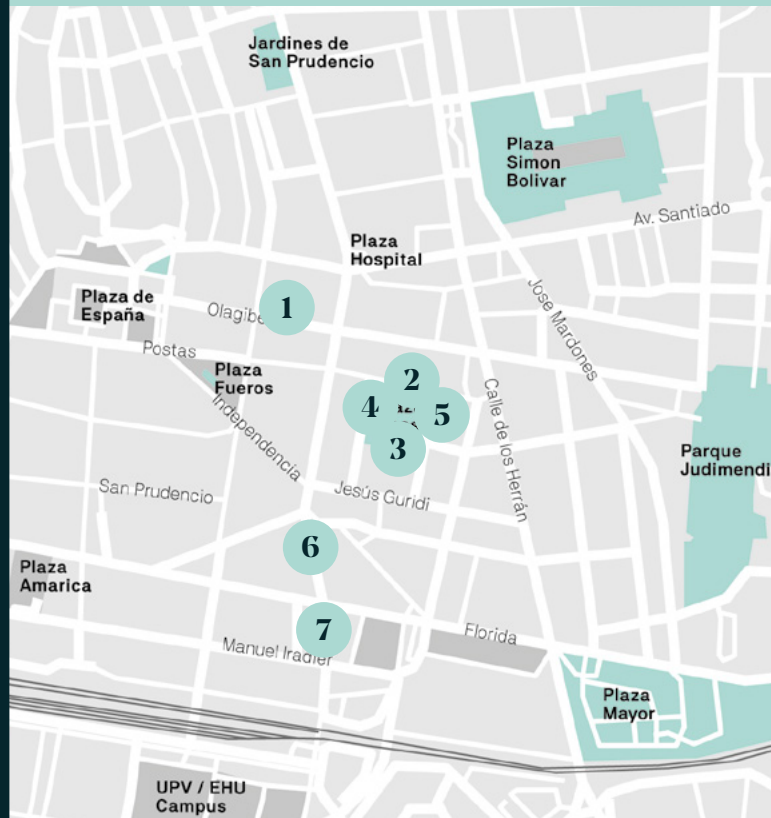 Jardines de
San Prudencio
Plaza
Simon
Bolivar
Av. Santiado
Plaza
Hospital
Plaza de
España
Olagibe
1
Jose Mardones
Postas
Plaza
Fueros
2
4
5
3
Independencia
Calle de los Herrán
Parque
Judimendi
San Prudencio
Jesús Guridi
6
Plaza
Amarica
7
Florida
Manuel Iradier
Plaza
Mayor
UPV / EHU
Campus